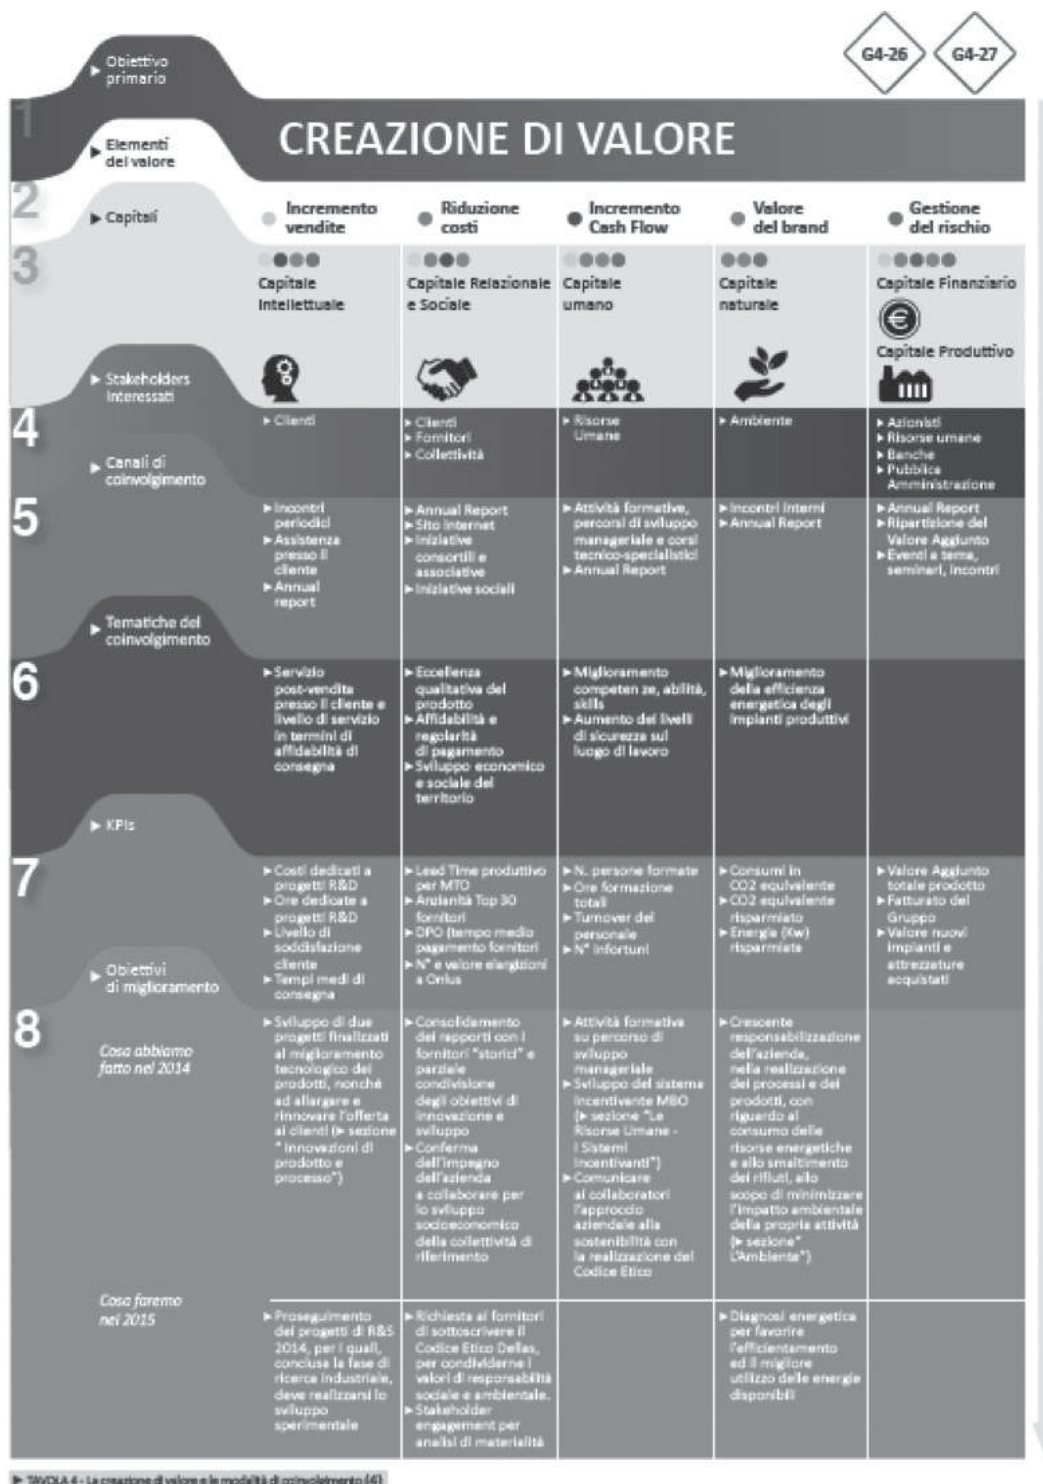 G4-26
G4-27
Obiettivo
primario
1
CREAZIONE DI VALORE
Elementi
del valore
2
Capitali
Incremento
vendite
Riduzione
costi
Incremento
Cash Flow
Valore
del brand
Gestione
del rischio
3
Capitale
Intellettuale
Capitale Relazionale
e Sociale
Capitale
umano
Capitale
naturale
Capitale Finanziario
Capitale Produttivo
Stakeholders
Interessati
4
Clienti
Clienti
Fornitori
Collettività
Risorse
Umane
Ambiente
Azionisti
Risorse umane
Banche
Pubblica
Amministrazione
Canali di
coinvolgimento
5
Incontri
periodici
Assistenza
presso il
cliente
Annual
report
Annual Report
Sito Internet
Iniziative
consortili e
associative
Iniziative sociali
Attività formative,
percorsi di sviluppo
manageriale e corsi
tecnico-specialistici
Annual Report
Incontri interni
Annual Report
Annual Report
Ripartizione del
Valore Aggiunto
Eventi a tema,
seminari, incontri
Tematiche del
coinvolgimento
6
Servizio
post-vendita
presso il cliente e
livello di servizio
in termini di
affidabilità di
consegna
Eccellenza
qualitativa del
prodotto
Affidabilità e
regolarità
di pagamento
Sviluppo economico
e sociale del
territorio
Miglioramento
competen ze, abilità,
skills
Aumento dei livelli
di sicurezza sul
luogo di lavoro
Miglioramento
della efficienza
energetica degli
impianti produttivi
KPIs
7
Costi dedicati a
progetti R&D
Ore dedicate a
progetti R&D
Livello di
soddisfazione
cliente
Tempi medi di
consegna
Lead Time produttivo
per MTO
Anzianità Top 30
fornitori
DPO (tempo medio
pagamento fornitori
N° e valore elargizioni
a Onlus
N. persone formate
Ore formazione
totali
Turnover del
personale
N° infortuni
Consumi in
CO2 equivalente
CO2 equivalente
risparmiato
Energia (Kw)
risparmiata
Valore Aggiunto
totale prodotto
Fatturato del
Gruppo
Valore nuovi
impianti e
attrezzature
acquistati
Obiettivi
di miglioramento
8
Cosa abbiamo
fatto nel 2014
Sviluppo di due
progetti finalizzati
al miglioramento
tecnologico dei
prodotti, nonché
ad allargare e
rinnovare l'offerta
ai clienti (▶ sezione
" Innovazioni di
prodotto e
processo")
Consolidamento
dei rapporti con i
fornitori "storici" e
parziale
condivisione
degli obiettivi di
innovazione e
sviluppo
Conferma
dell'impegno
dell'azienda
a collaborare per
lo sviluppo
socioeconomico
della collettività di
riferimento
Attività formativa
su percorso di
sviluppo
manageriale
Sviluppo del sistema
incentivante MBO
(▶ sezione "Le
Risorse Umane -
i Sistemi
Incentivanti")
Comunicare
ai collaboratori
l'approccio
aziendale alla
sostenibilità con
la realizzazione del
Codice Etico
Crescente
responsabilizzazione
dell'azienda,
nella realizzazione
dei processi e dei
prodotti, con
riguardo al
consumo delle
risorse energetiche
e allo smaltimento
dei rifiuti, allo
scopo di minimizzare
l'impatto ambientale
della propria attività
(▶ sezione"
L'Ambiente")
Cosa faremo
nel 2015
Proseguimento
dei progetti di R&S
2014, per i quali,
conclusa la fase di
ricerca industriale,
deve realizzarsi lo
sviluppo
sperimentale
Richiesta ai fornitori
di sottoscrivere il
Codice Etico Dellas,
per condividerne i
valori di responsabilità
sociale e ambientale.
Stakeholder
engagement per
analisi di materialità
Diagnosi energetica
per favorire
l'efficientamento
ed il migliore
utilizzo delle energie
disponibili
▶ TAVOLA 4 - La creazione di valore e le modalità di coinvolgimento (4)